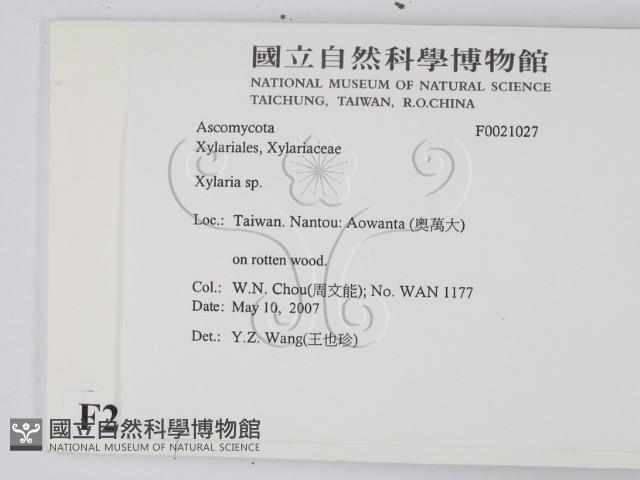 國立自然科學博物館
NATIONAL MUSEUM OF NATURAL SCIENCE
TAICHUNG, TAIWAN, R.O.CHINA
Ascomycota F0021027
Xylariales, Xylariaceae
Xylaria sp.
Loc.: Taiwan. Nantou: Aowanta (奧萬大)
on rotten wood.
Col.: W.N. Chou(周文能); No. WAN 1177
Date: May 10, 2007
Det.: Y.Z. Wang(王也珍)
F2
國立自然科學博物館
NATIONAL MUSEUM OF NATURAL SCIENCE